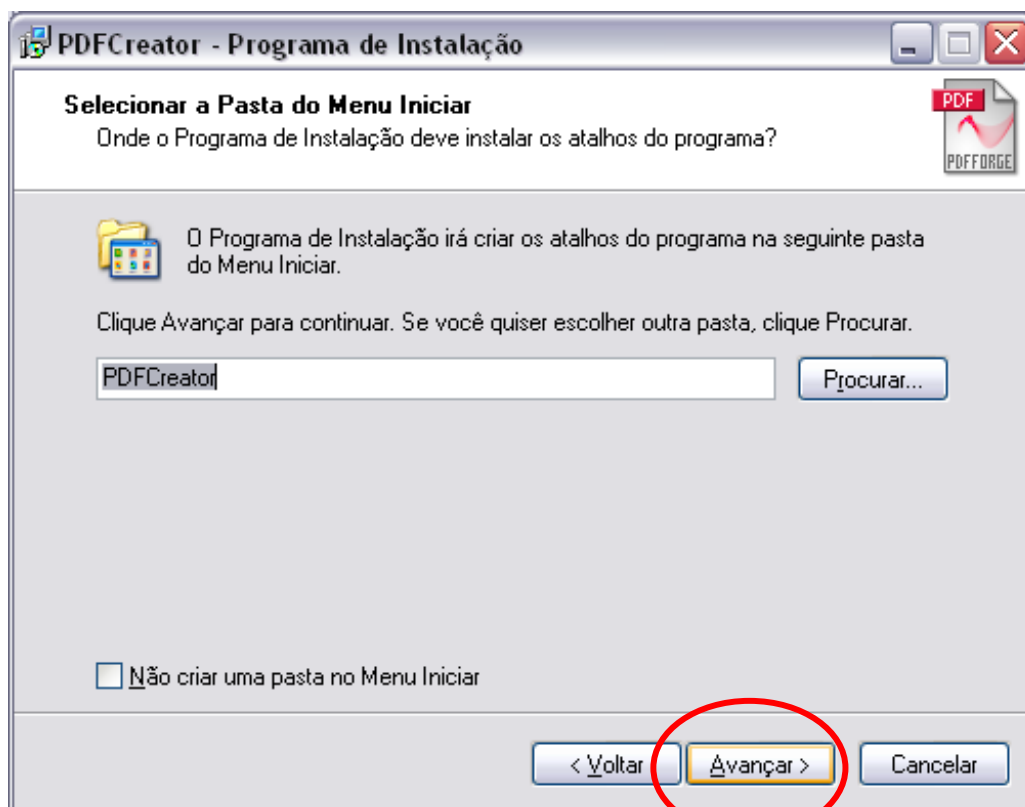 PDFCreator - Programa de Instalação
Selecionar a Pasta do Menu Iniciar
Onde o Programa de Instalação deve instalar os atalhos do programa?
PDF
PDFFORGE
O Programa de Instalação irá criar os atalhos do programa na seguinte pasta
do Menu Iniciar.
Clique Avançar para continuar. Se você quiser escolher outra pasta, clique Procurar.
PDFCreator
Procurar...
Não criar uma pasta no Menu Iniciar
< Voltar
Avançar >
Cancelar